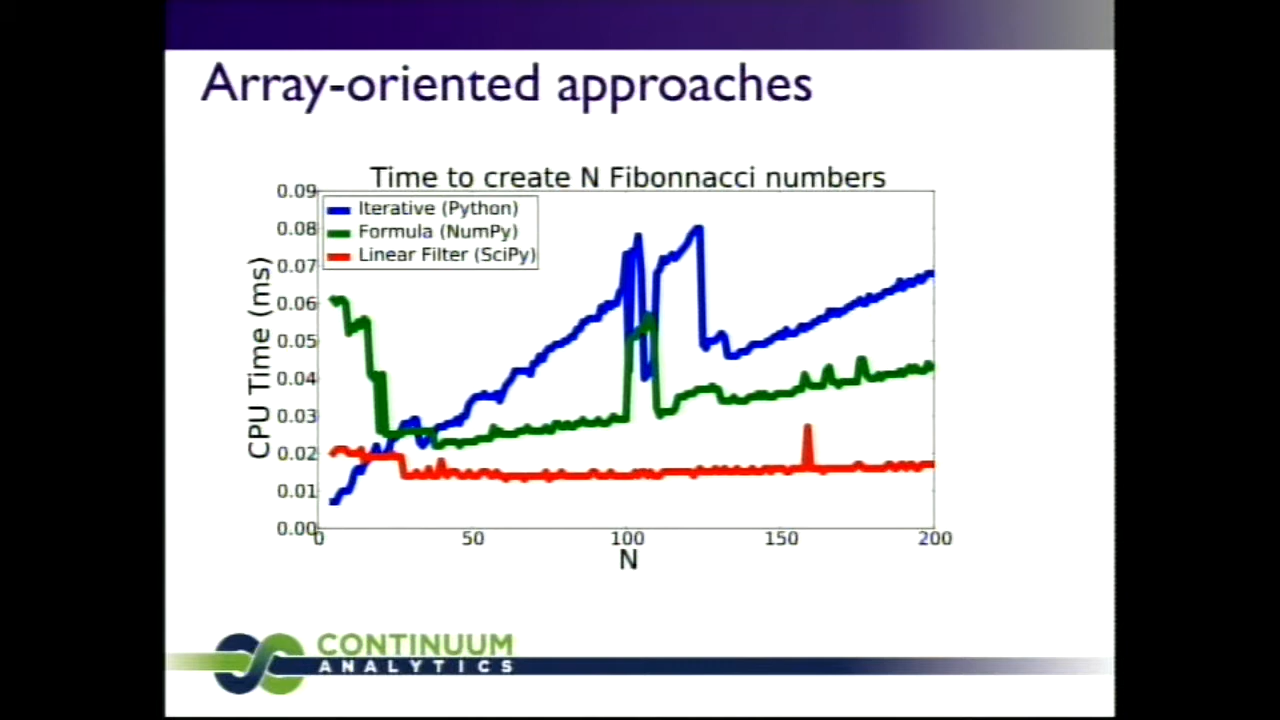 Array-oriented approaches
Time to create N Fibonnacci numbers
0.09
0.08
0.07
0.06
0.05
0.04
0.03
0.02
0.01
0.00
CPU Time (ms)
Iterative (Python)
Formula (NumPy)
Linear Filter (SciPy)
0 50 100 150 200
N
CONTINUUM
ANALYTICS